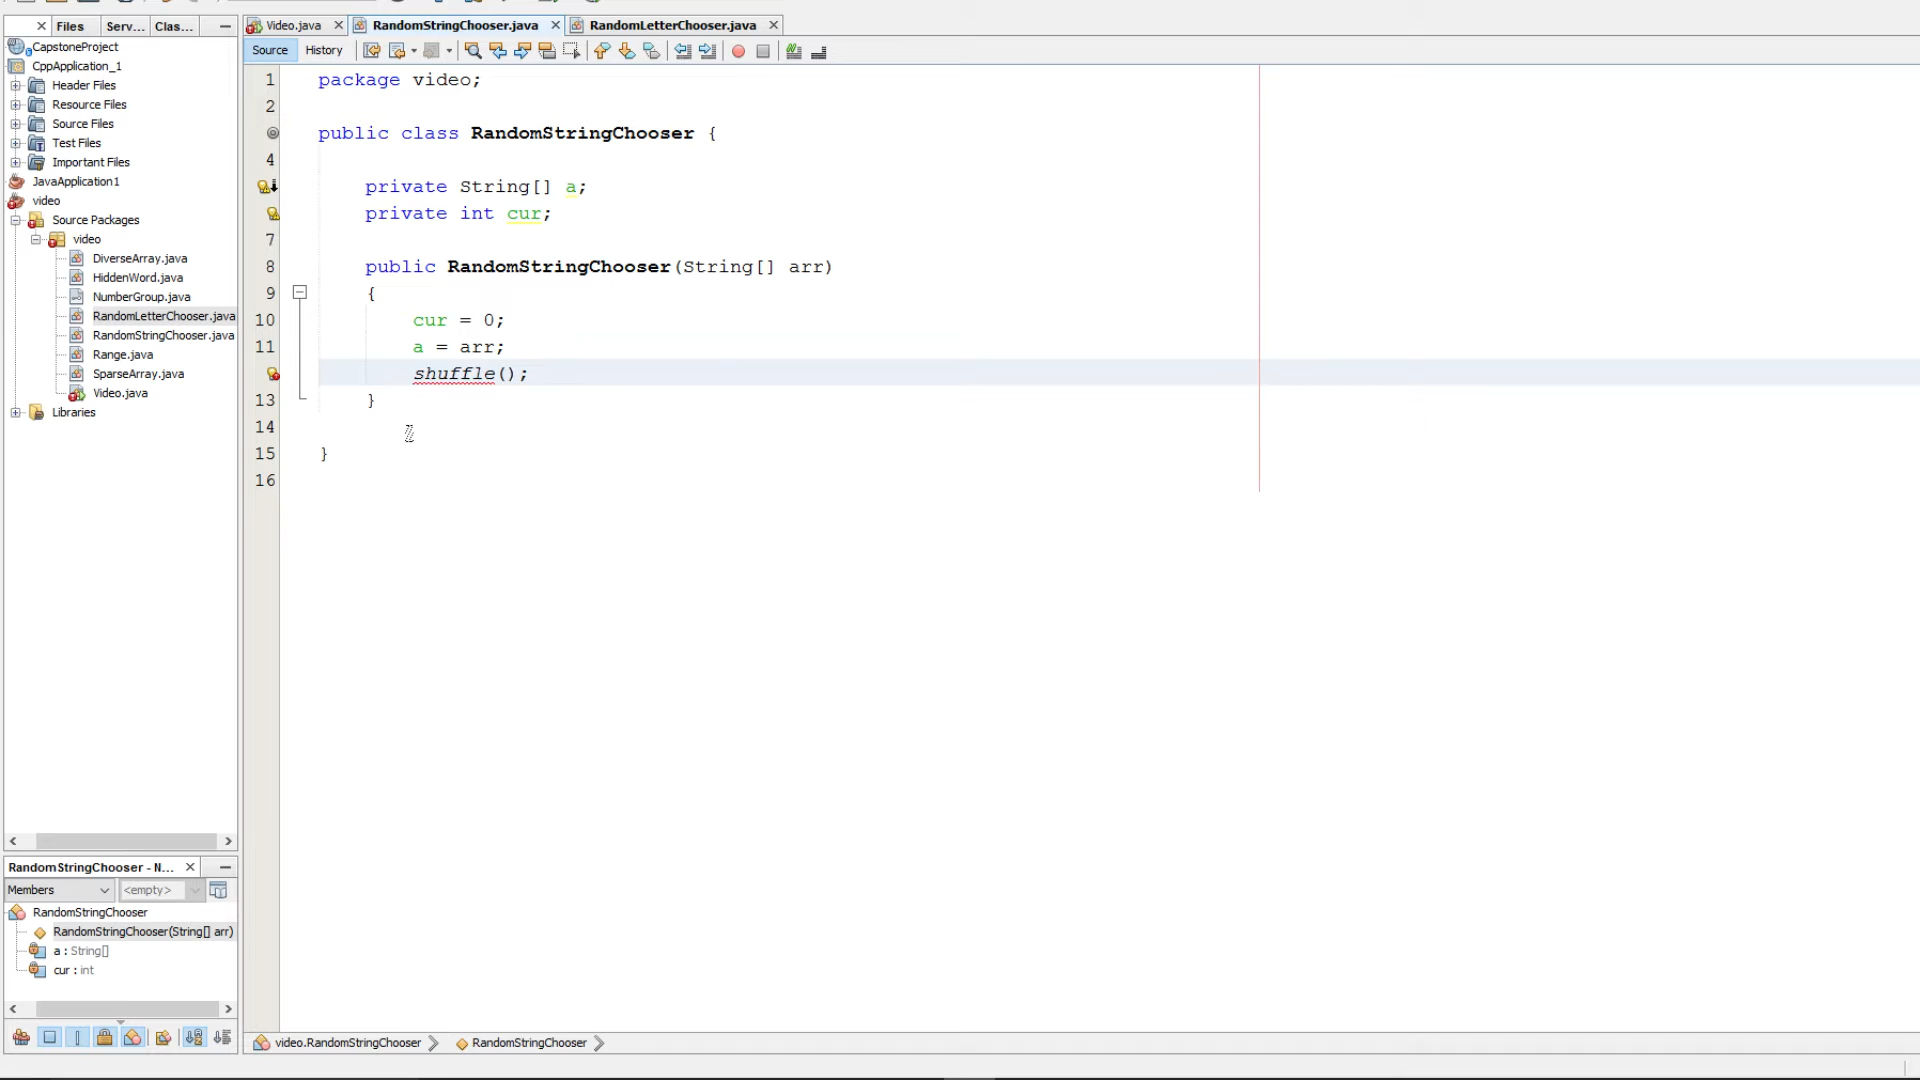 Files Serv... Clas...
CapstoneProject
CppApplication_1
Header Files
Resource Files
Source Files
Test Files
Important Files
JavaApplication1
video
Source Packages
video
DiverseArray.java
HiddenWord.java
NumberGroup.java
RandomLetterChooser.java
RandomStringChooser.java
Range.java
SparseArray.java
Video.java
Libraries
RandomStringChooser - N...
Members <empty>
RandomStringChooser
RandomStringChooser(String[] arr)
a : String[]
cur : int
Video.java RandomStringChooser.java RandomLetterChooser.java
Source History
1 package video;
2
public class RandomStringChooser {
4
private String[] a;
private int cur;
7
8 public RandomStringChooser(String[] arr)
9 {
10 cur = 0;
11 a = arr;
shuffle();
13 }
14
15 }
16
video.RandomStringChooser RandomStringChooser